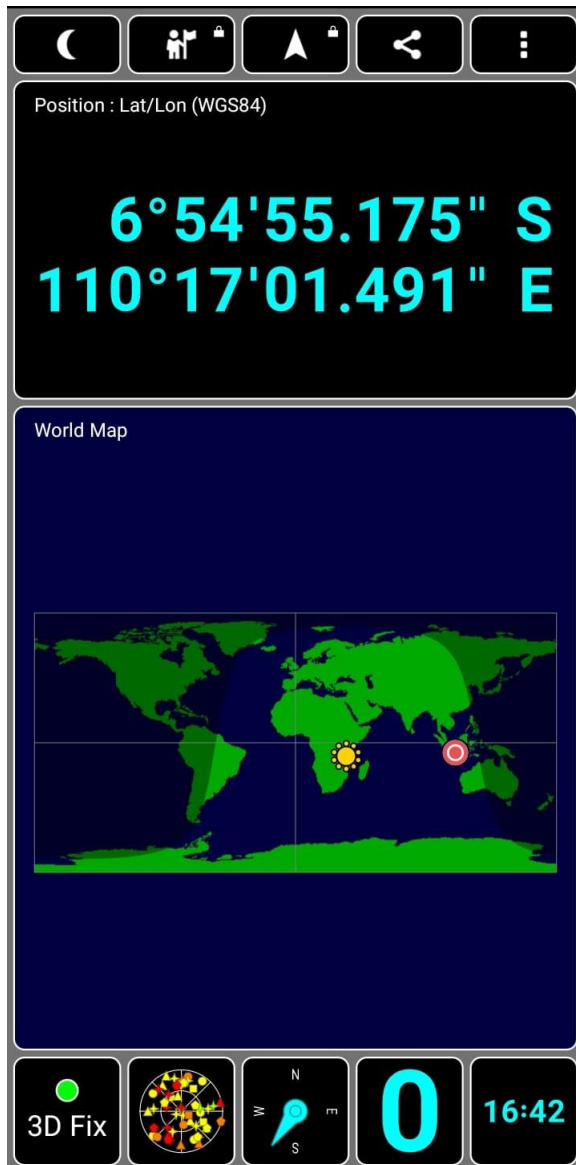 Position : Lat/Lon (WGS84)
6°54'55.175" S
110°17'01.491" E
World Map
3D Fix
N
W
E
S
0
16:42